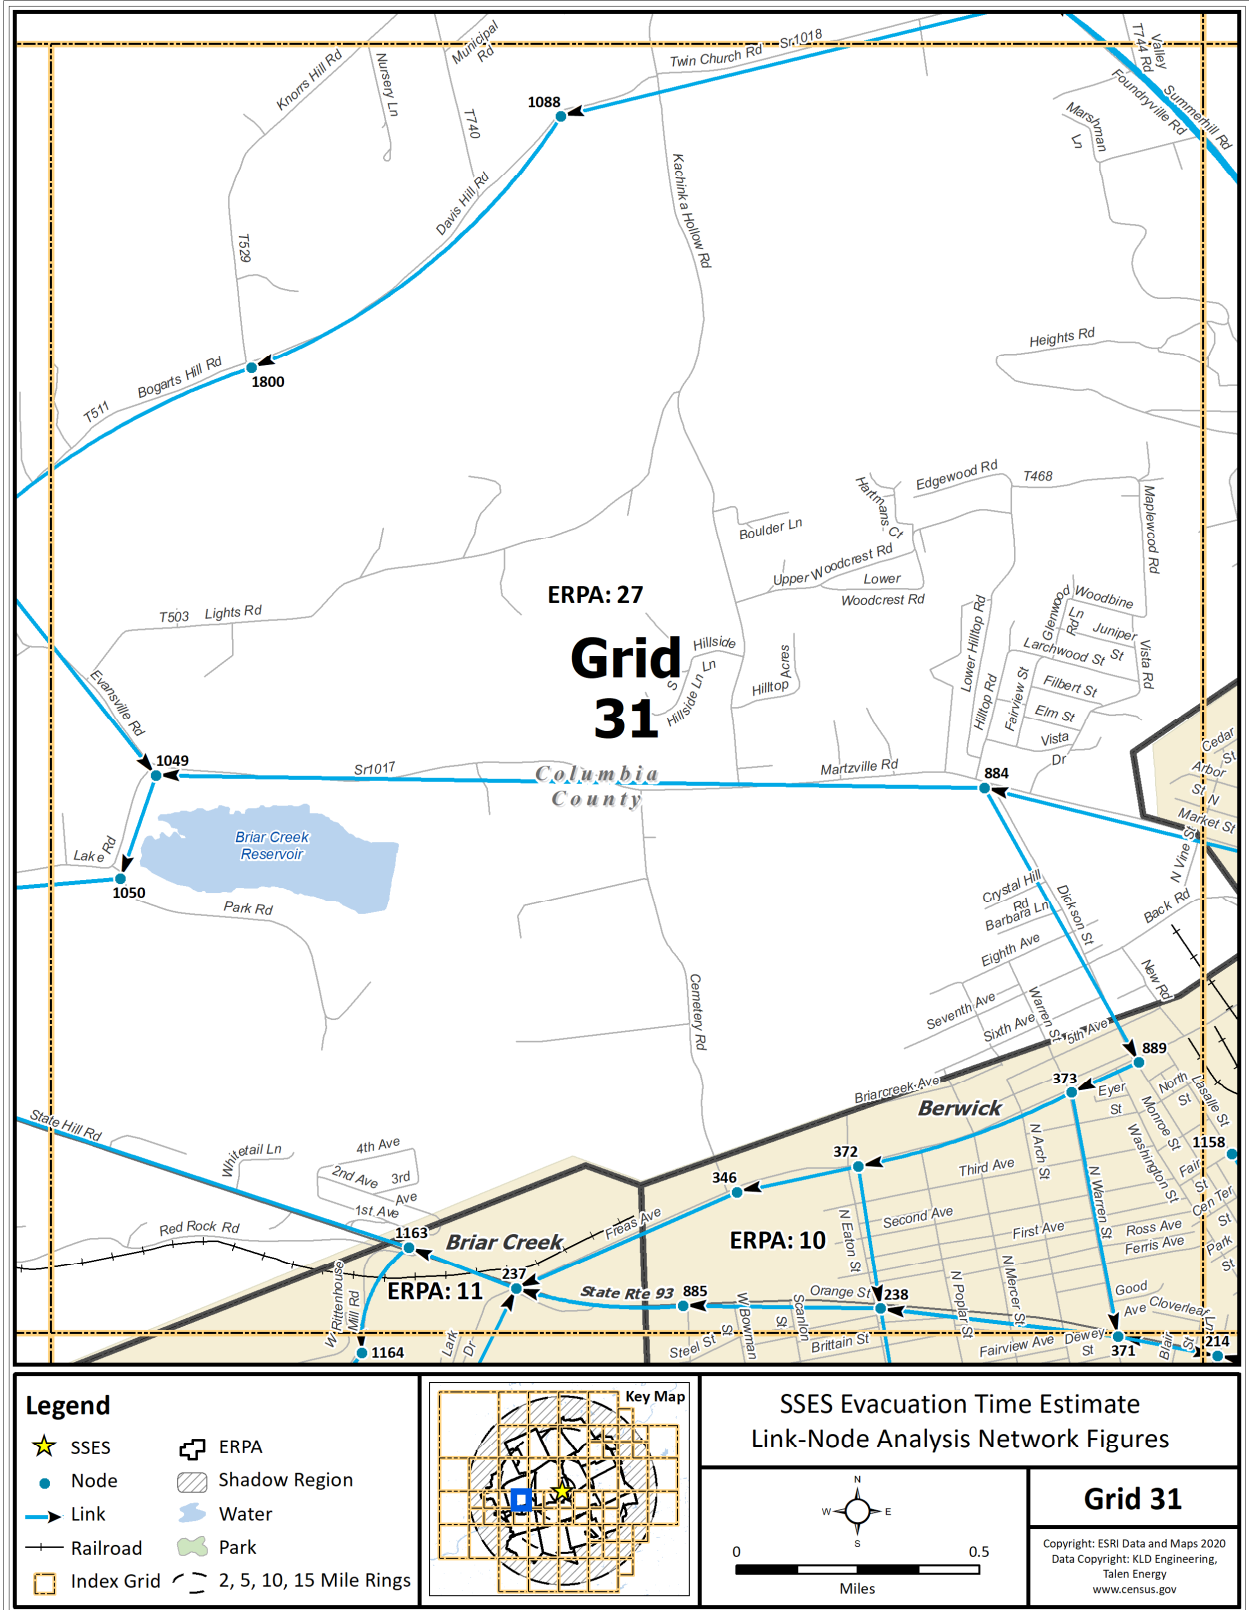 Municipal
Rd
Knorrs Hill Rd
Nursery Ln
T740
Twin Church Rd
Sr1018
T744 Rd
Valley
Summerhill Rd
Foundryville Rd
Marshman
Ln
1088
Kachinka Hollow Rd
Davis Hill Rd
T529
Heights Rd
Bogarts Hill Rd
1800
T511
Edgewood Rd
T468
Hartmans Ct
Maplewood Rd
Boulder Ln
Upper Woodcrest Rd
Lower
Woodcrest Rd
ERPA: 27
Grid
31
T503
Lights Rd
Glenwood
Rd
Woodbine
Ln
Juniper
St
Larchwood St
Vista Rd
Lower Hilltop Rd
Hilltop Rd
Fairview St
Filbert St
Elm St
Vista
Dr
Hillside
Ln
S
Hillside Ln
Hilltop
Acres
Evansville Rd
1049
Sr1017
Columbia
County
Martzville Rd
884
Cedar
St
Arbor
St
N
Market St
N Vine St
Briar Creek
Reservoir
Lake
Rd
1050
Park Rd
Crystal Hill
Rd
Barbara Ln
Dickson St
Back Rd
Eighth Ave
New Rd
Seventh Ave
Sixth Ave
Warren St
5th Ave
Cemetery Rd
889
373
Briarcreek Ave
Berwick
Eyer
St
North
St
Lasalle St
Monroe St
Washington St
1158
State Hill Rd
Whitetail Ln
4th Ave
2nd Ave
3rd
Ave
1st Ave
372
346
Third Ave
N Arch St
N Warren St
Fair
St
Cen Ter
St
Red Rock Rd
1163
Briar Creek
Freas Ave
ERPA: 10
N Eaton St
Second Ave
First Ave
Ross Ave
Ferris Ave
Park
St
237
ERPA: 11
State Rte 93
885
Orange St
238
N Poplar St
N Mercer St
Good
Ave
Cloverleaf
Ln
W Rittenhouse
Mill Rd
1164
Lark
Dr
Steel St
W Bowman
St
Scanlon
St
Brittain St
Fairview Ave
Dewey
St
371
Blair
St
214
Legend
SSES
Node
Link
Railroad
Index Grid
ERPA
Shadow Region
Water
Park
2, 5, 10, 15 Mile Rings
Key Map
SSES Evacuation Time Estimate
Link-Node Analysis Network Figures
N
W
E
S
0
0.5
Miles
Grid 31
Copyright: ESRI Data and Maps 2020
Data Copyright: KLD Engineering,
Talen Energy
www.census.gov